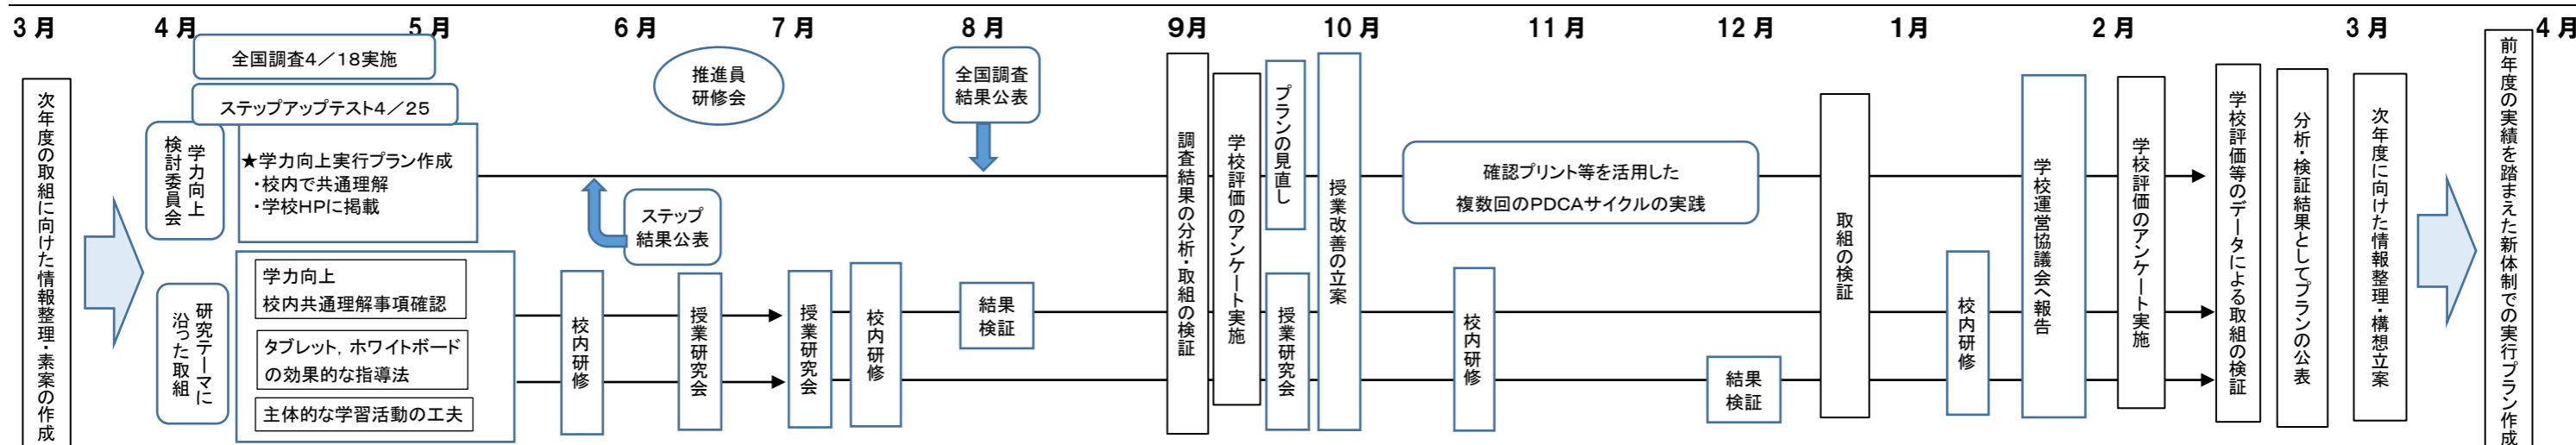 3月
4月
5月
6月
7月
8月
9月
10月
11月
12月
1月
2月
3月
4月
次年度の取組に向けた情報整理・素案の作成
全国調査4／18実施
ステップアップテスト4／25
学力向上
検討委員会
★学力向上実行プラン作成
・校内で共通理解
・学校HPに掲載
研究テーマに
沿った取組
学力向上
校内共通理解事項確認
タブレット，ホワイトボード
の効果的な指導法
主体的な学習活動の工夫
校内研修
ステップ
結果公表
推進員
研修会
授業研究会
授業研究会
校内研修
全国調査
結果公表
結果
検証
調査結果の分析・取組の検証
学校評価のアンケート実施
プランの見直し
授業研究会
授業改善の立案
確認プリント等を活用した
複数回のPDCAサイクルの実践
校内研修
結果
検証
取組の検証
校内研修
学校運営協議会へ報告
学校評価のアンケート実施
学校評価等のデータによる取組の検証
分析・検証結果としてプランの公表
次年度に向けた情報整理・構想立案
前年度の実績を踏まえた新体制での実行プラン作成